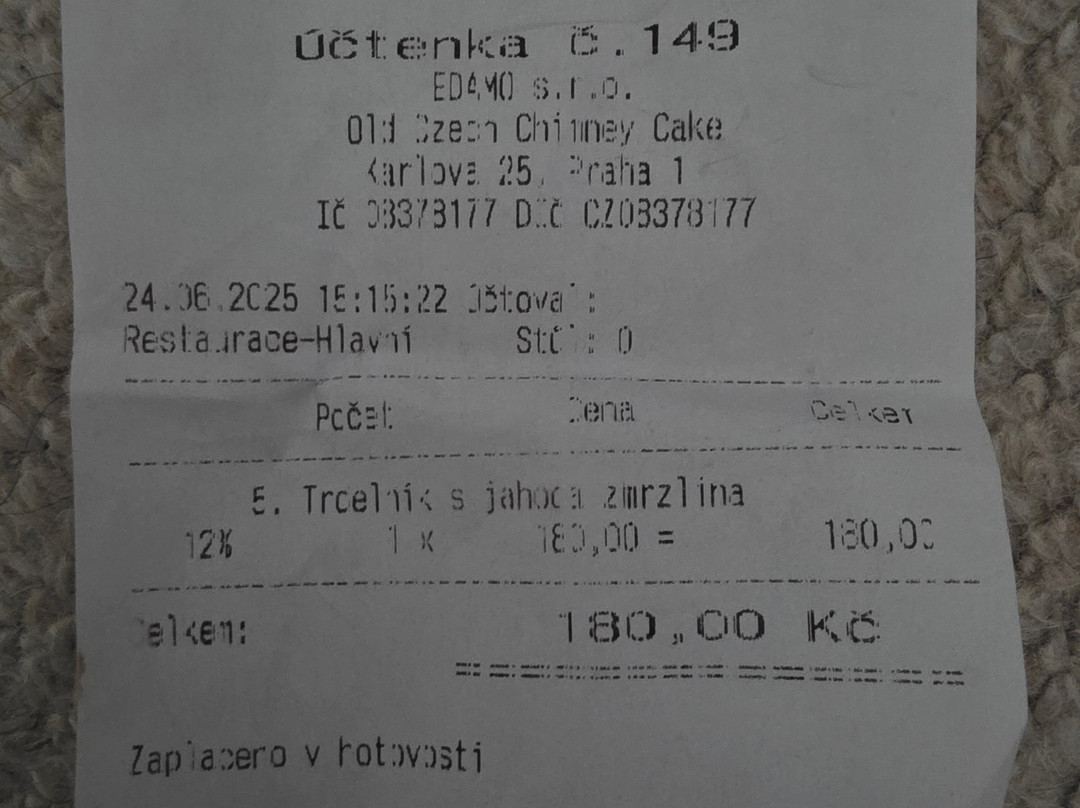 Účtenka č.149
EDAMO s.r.o.
Old Czech Chimney Cake
Karlova 25, Praha 1
IČ 08378177 DIČ CZ08378177
24.06.2025 15:15:22 Účtoval:
Restaurace-Hlavní Stůl: 0
Počet Cena Celkem
5. Trdelník s jahoda zmrzlina
12% 1 x 180,00 = 180,00
Celkem: 180,00 Kč
Zaplaceno v hotovosti